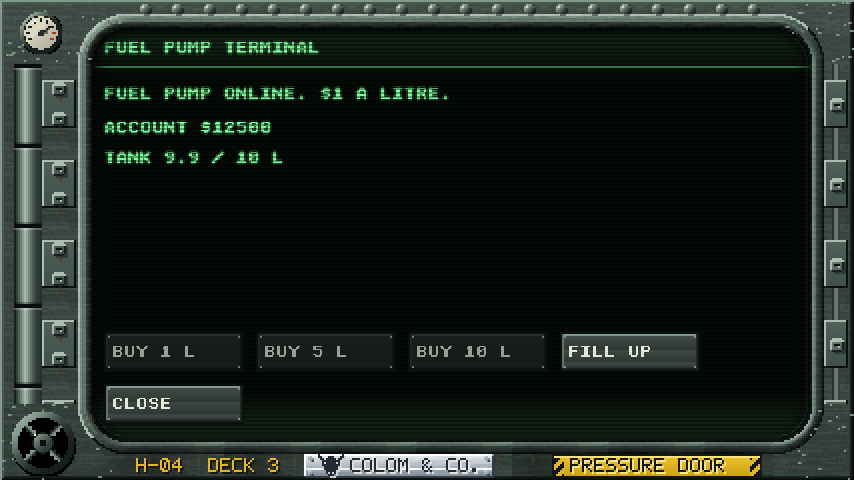 FUEL PUMP TERMINAL
FUEL PUMP ONLINE. $1 A LITRE.
ACCOUNT $12500
TANK 9.9 / 10 L
BUY 1 L
BUY 5 L
BUY 10 L
FILL UP
CLOSE
H-04 DECK 3
COLOM & CO.
PRESSURE DOOR